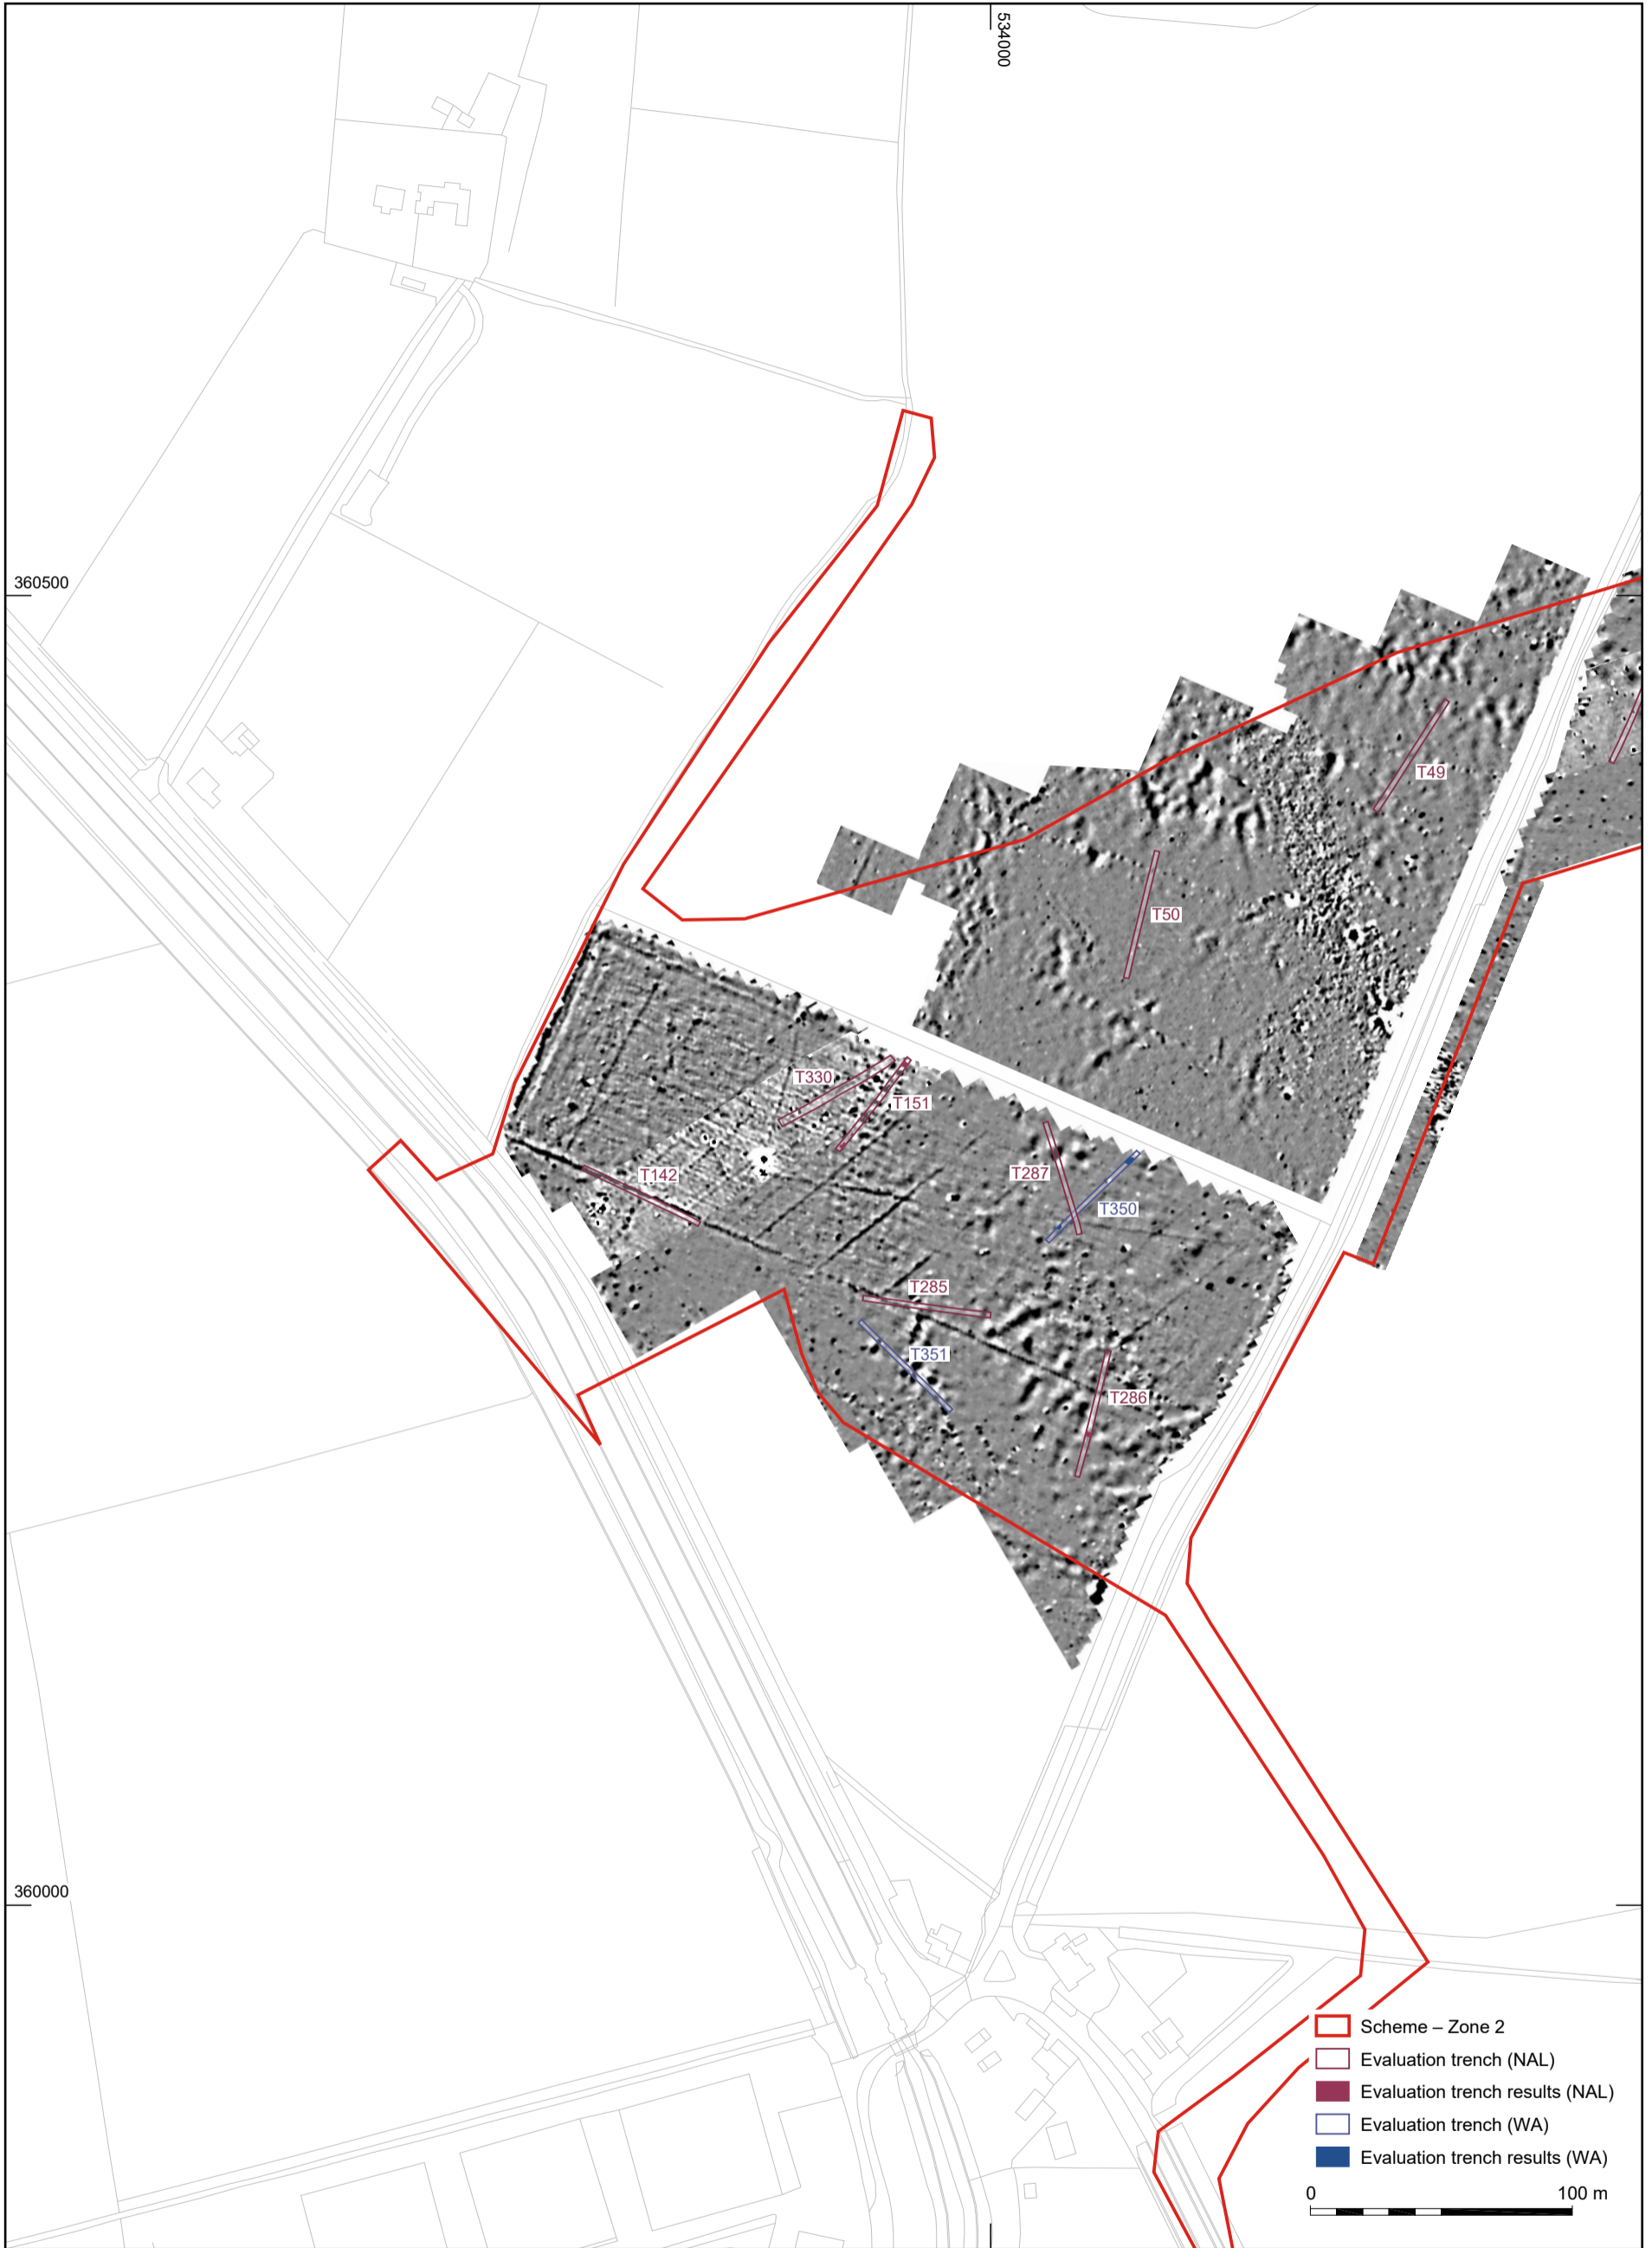 534000
360500
T49
T50
T330
T151
T142
T287
T350
T285
T351
T286
360000
Scheme – Zone 2
Evaluation trench (NAL)
Evaluation trench results (NAL)
Evaluation trench (WA)
Evaluation trench results (WA)
0 100 m